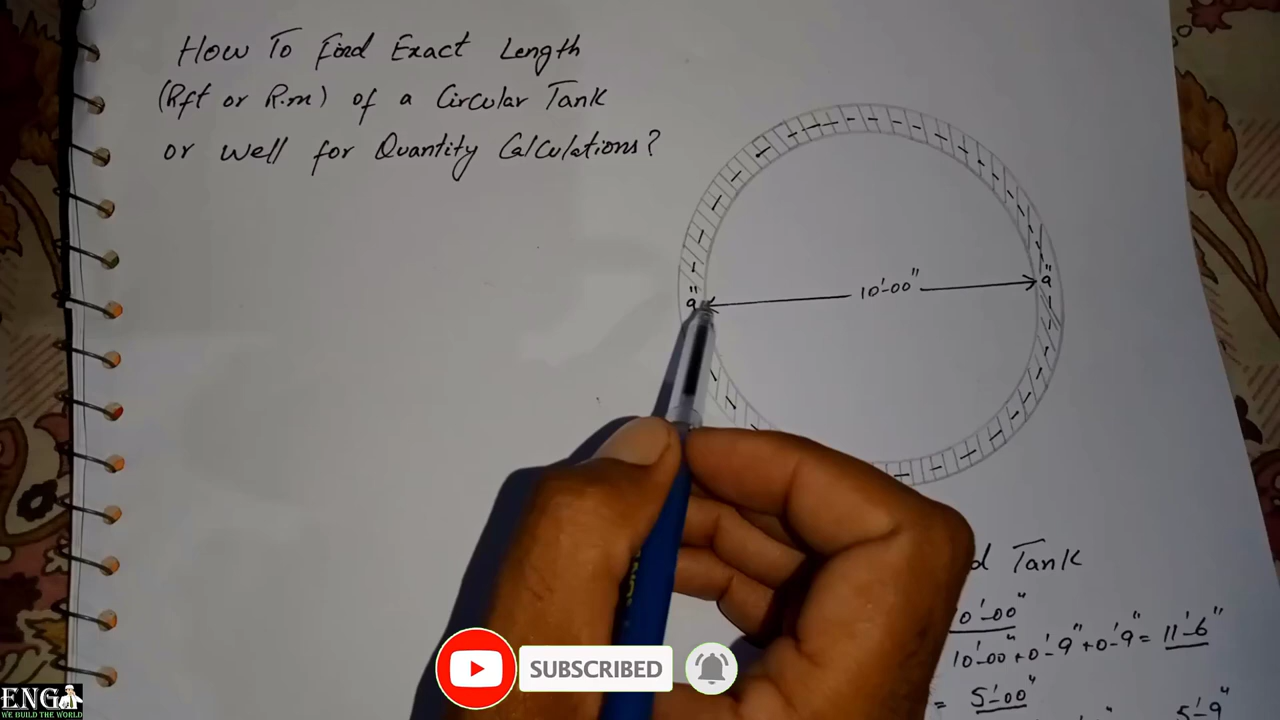 How To Find Exact Length
(Rft or R.m) of a Circular Tank
or Well for Quantity Calculations?
9"
10'-00"
9"
d Tank
10'-00"
10'-00" + 0'-9" + 0'-9" = 11'-6"
= 5'-00"
5'-9"
SUBSCRIBED
ENG
WE BUILD THE WORLD